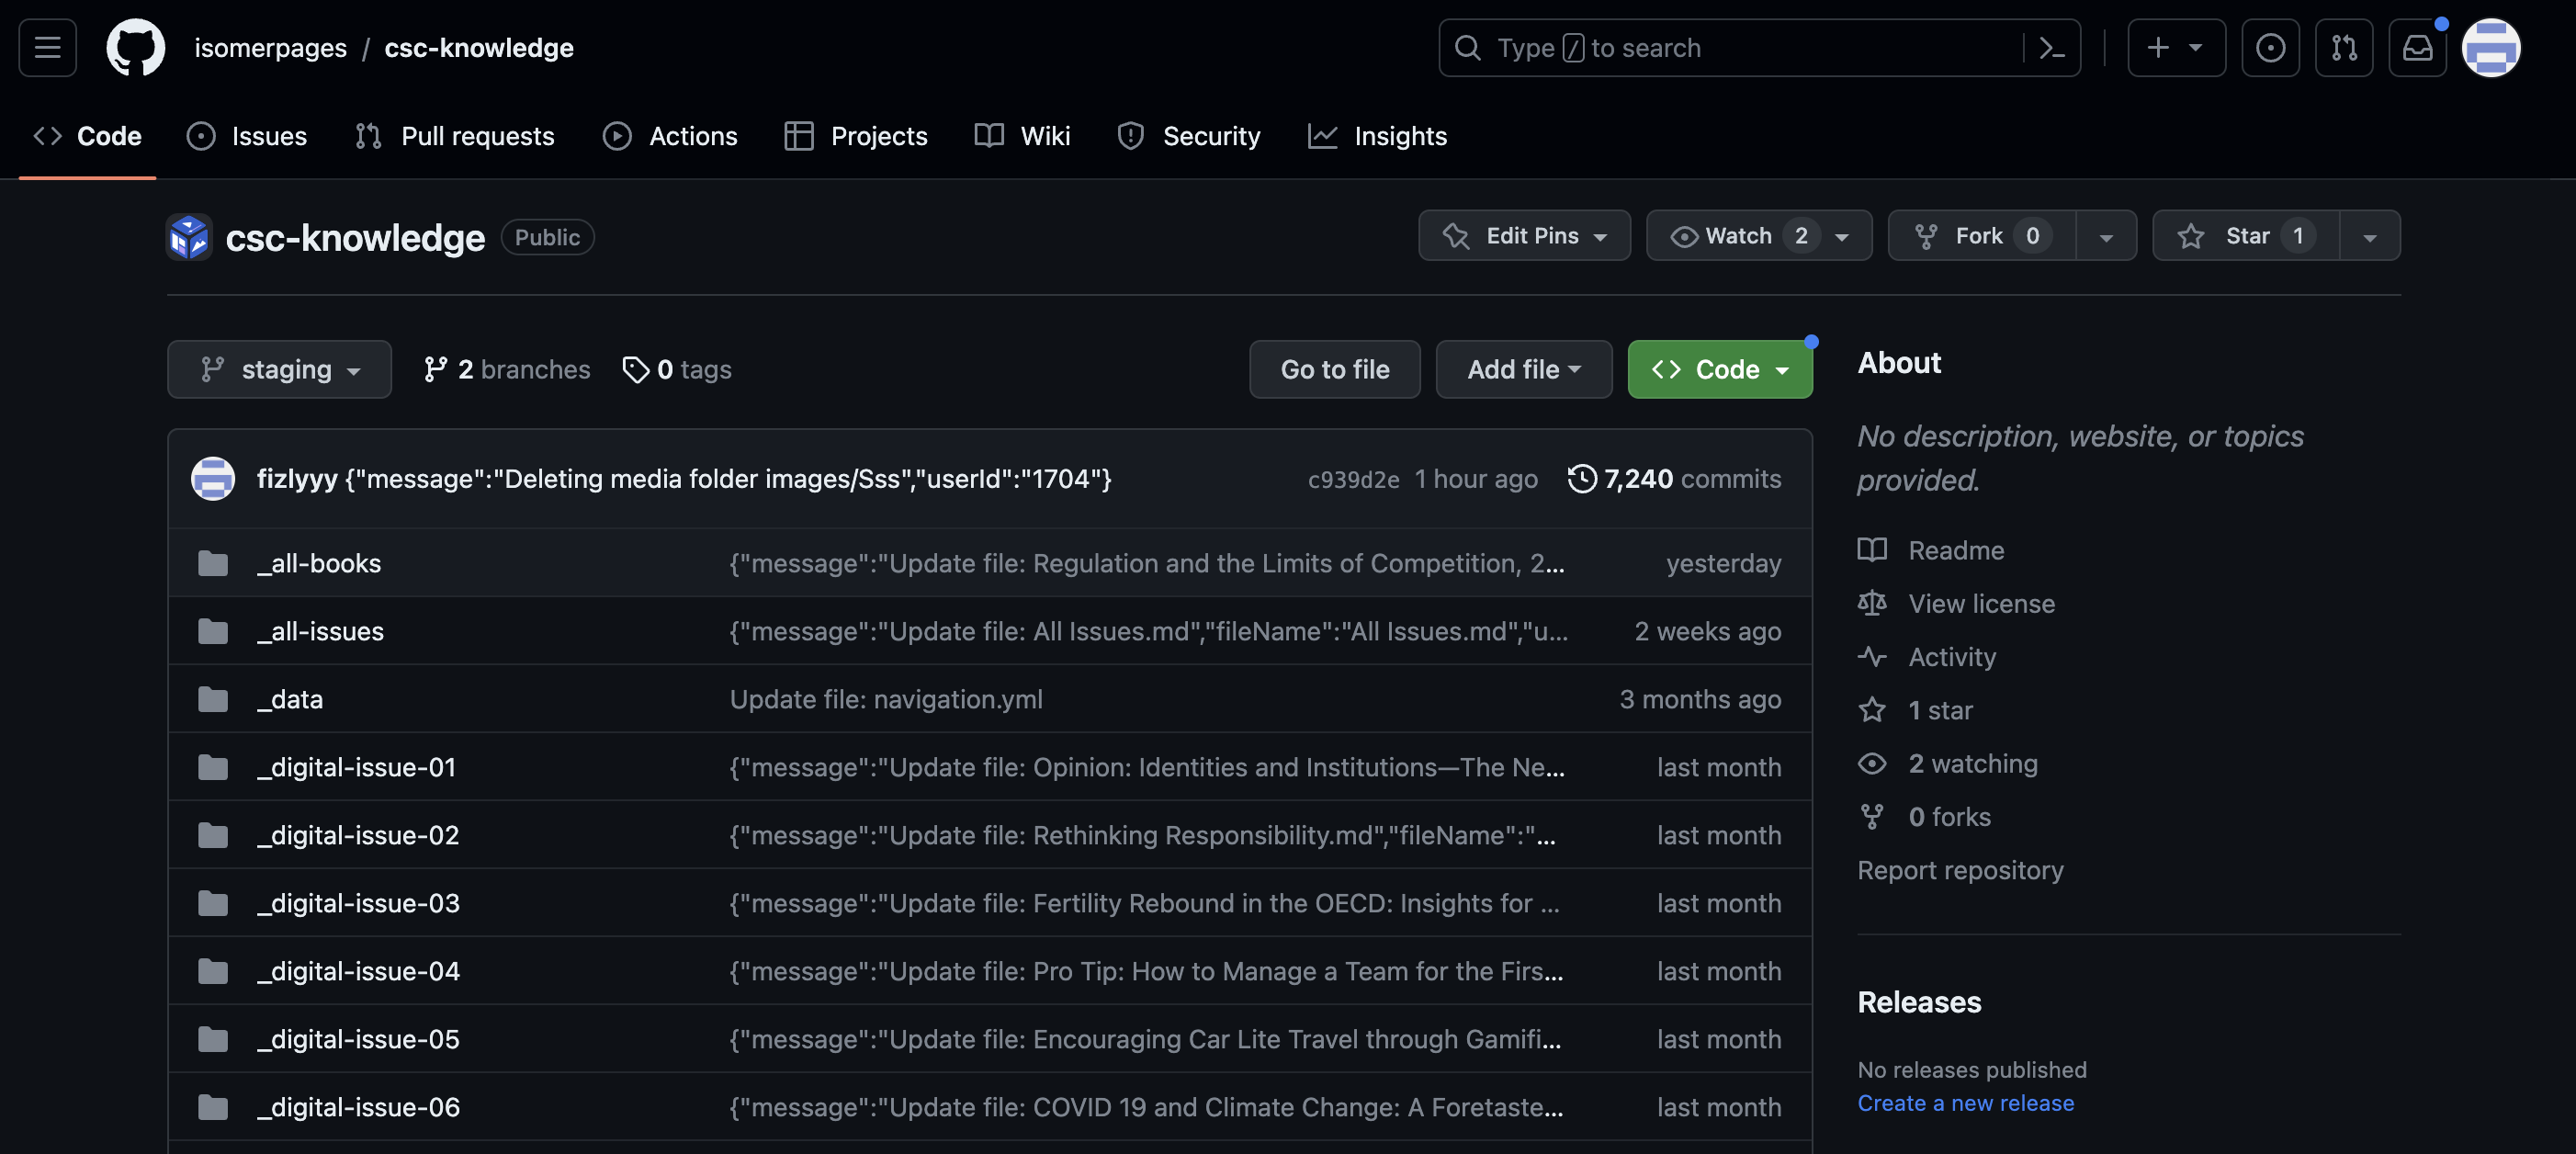 isomerpages / csc-knowledge
Type / to search
Code Issues Pull requests Actions Projects Wiki Security Insights
csc-knowledge Public
Edit Pins Watch 2 Fork 0 Star 1
staging 2 branches 0 tags
Go to file Add file Code
fizlyyy {"message":"Deleting media folder images/Sss","userId":"1704"} c939d2e 1 hour ago 7,240 commits
_all-books {"message":"Update file: Regulation and the Limits of Competition, 2... yesterday
_all-issues {"message":"Update file: All Issues.md","fileName":"All Issues.md","u... 2 weeks ago
_data Update file: navigation.yml 3 months ago
_digital-issue-01 {"message":"Update file: Opinion: Identities and Institutions—The Ne... last month
_digital-issue-02 {"message":"Update file: Rethinking Responsibility.md","fileName":"... last month
_digital-issue-03 {"message":"Update file: Fertility Rebound in the OECD: Insights for ... last month
_digital-issue-04 {"message":"Update file: Pro Tip: How to Manage a Team for the Firs... last month
_digital-issue-05 {"message":"Update file: Encouraging Car Lite Travel through Gamifi... last month
_digital-issue-06 {"message":"Update file: COVID 19 and Climate Change: A Foretaste... last month
About
No description, website, or topics
provided.
Readme
View license
Activity
1 star
2 watching
0 forks
Report repository
Releases
No releases published
Create a new release